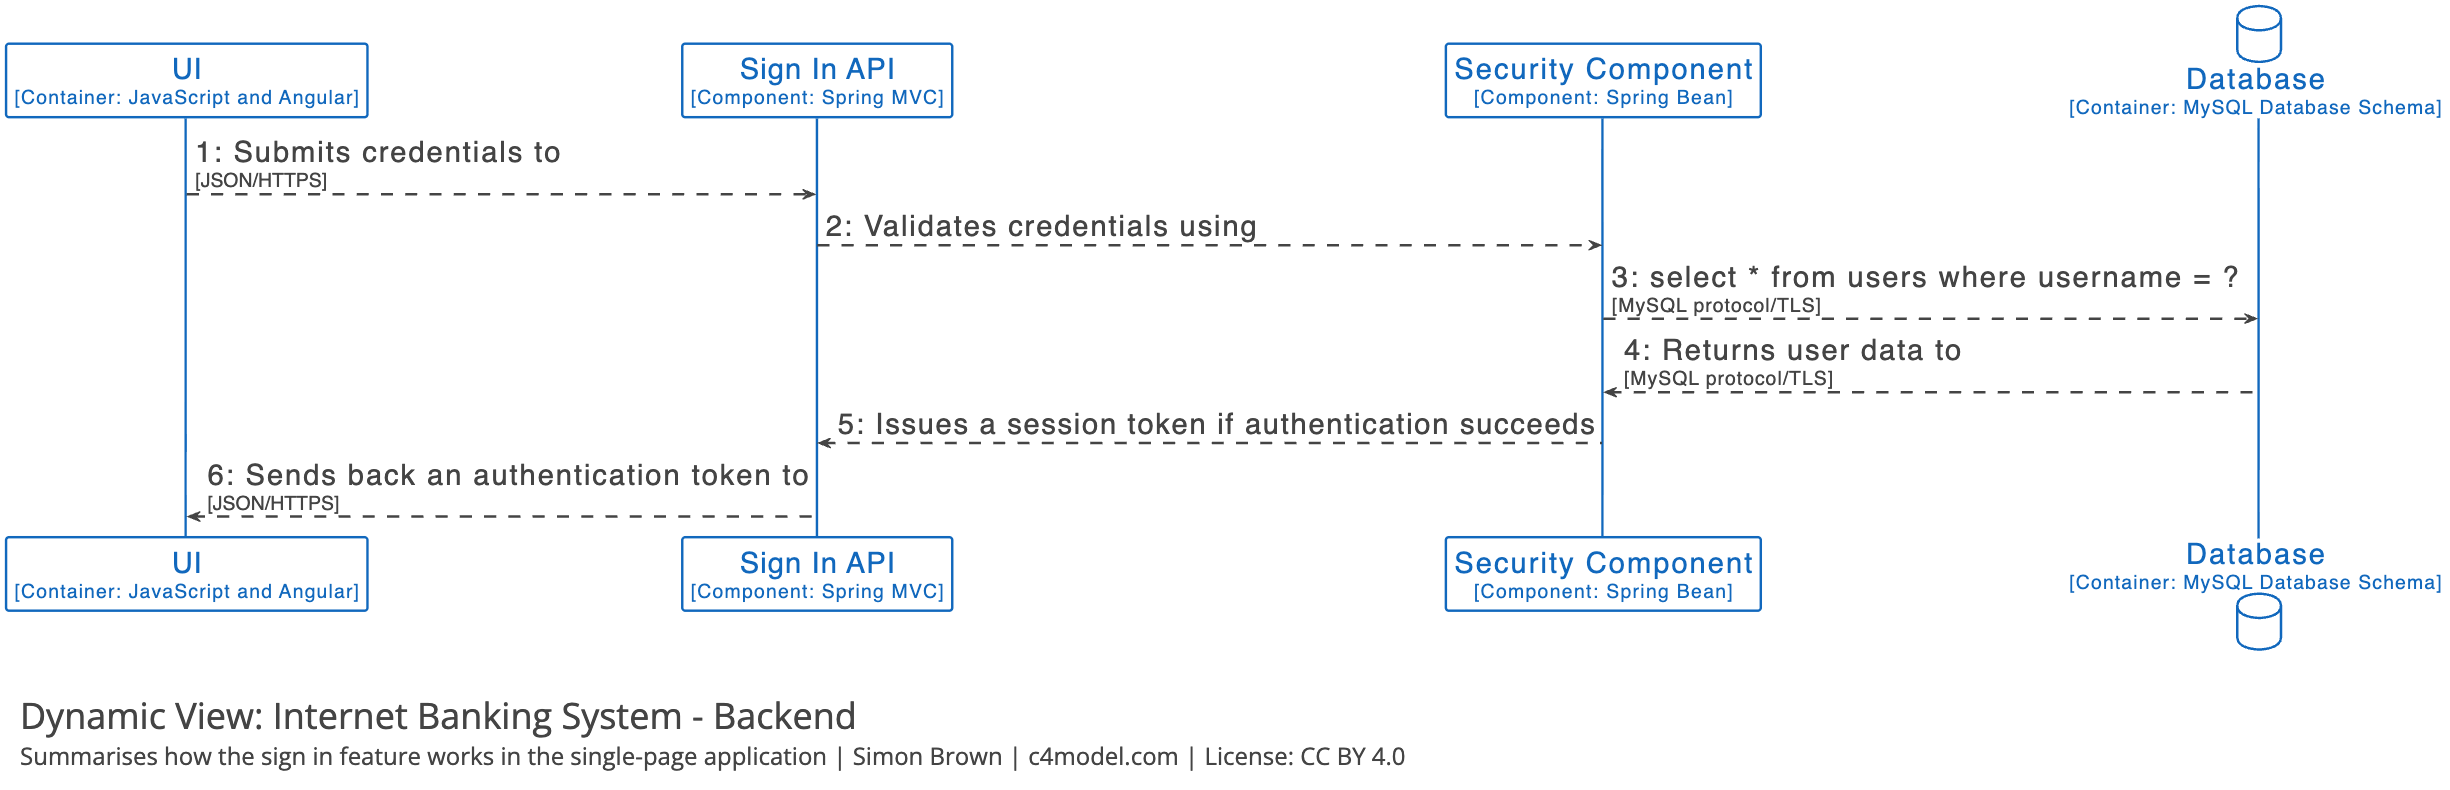 UI
[Container: JavaScript and Angular]
Sign In API
[Component: Spring MVC]
Security Component
[Component: Spring Bean]
Database
[Container: MySQL Database Schema]
1: Submits credentials to
[JSON/HTTPS]
2: Validates credentials using
3: select * from users where username = ?
[MySQL protocol/TLS]
4: Returns user data to
[MySQL protocol/TLS]
5: Issues a session token if authentication succeeds
6: Sends back an authentication token to
[JSON/HTTPS]
UI
[Container: JavaScript and Angular]
Sign In API
[Component: Spring MVC]
Security Component
[Component: Spring Bean]
Database
[Container: MySQL Database Schema]
Dynamic View: Internet Banking System - Backend
Summarises how the sign in feature works in the single-page application | Simon Brown | c4model.com | License: CC BY 4.0